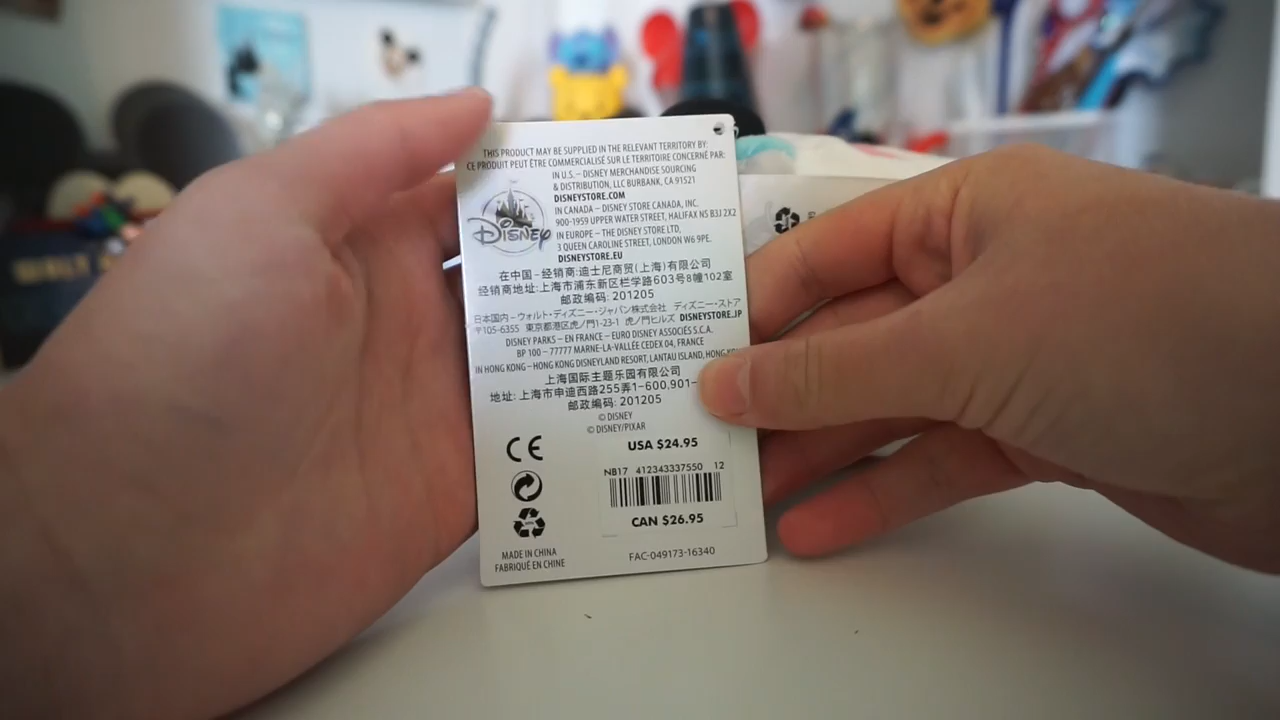 THIS PRODUCT MAY BE SUPPLIED IN THE RELEVANT TERRITORY BY:
CE PRODUIT PEUT ÊTRE COMMERCIALISÉ SUR LE TERRITOIRE CONCERNÉ PAR:
IN U.S. – DISNEY MERCHANDISE SOURCING
& DISTRIBUTION, LLC BURBANK, CA 91521
DISNEYSTORE.COM
IN CANADA – DISNEY STORE CANADA, INC.
900-1959 UPPER WATER STREET, HALIFAX NS B3J 2X2
IN EUROPE – THE DISNEY STORE LTD,
3 QUEEN CAROLINE STREET, LONDON W6 9PE.
DISNEYSTORE.EU
DISNEY
在中国-经销商:迪士尼商贸(上海)有限公司
经销商地址:上海市浦东新区栏学路603号8幢102室
邮政编码: 201205
日本国内-ウォルト・ディズニー・ジャパン株式会社 ディズニー・ストア
〒105-6355 東京都港区虎ノ門1-23-1 虎ノ門ヒルズ DISNEYSTORE.JP
DISNEY PARKS – EN FRANCE – EURO DISNEY ASSOCIÉS S.C.A.
BP 100 – 77777 MARNE-LA-VALLÉE CEDEX 04, FRANCE
IN HONG KONG – HONG KONG DISNEYLAND RESORT, LANTAU ISLAND, HONG
上海国际主题乐园有限公司
地址: 上海市申迪西路255弄1-600,901-
邮政编码: 201205
© DISNEY
© DISNEY/PIXAR
CE
USA $24.95
NB17 412343337550 12
CAN $26.95
MADE IN CHINA
FABRIQUÉ EN CHINE
FAC-049173-16340
WALT